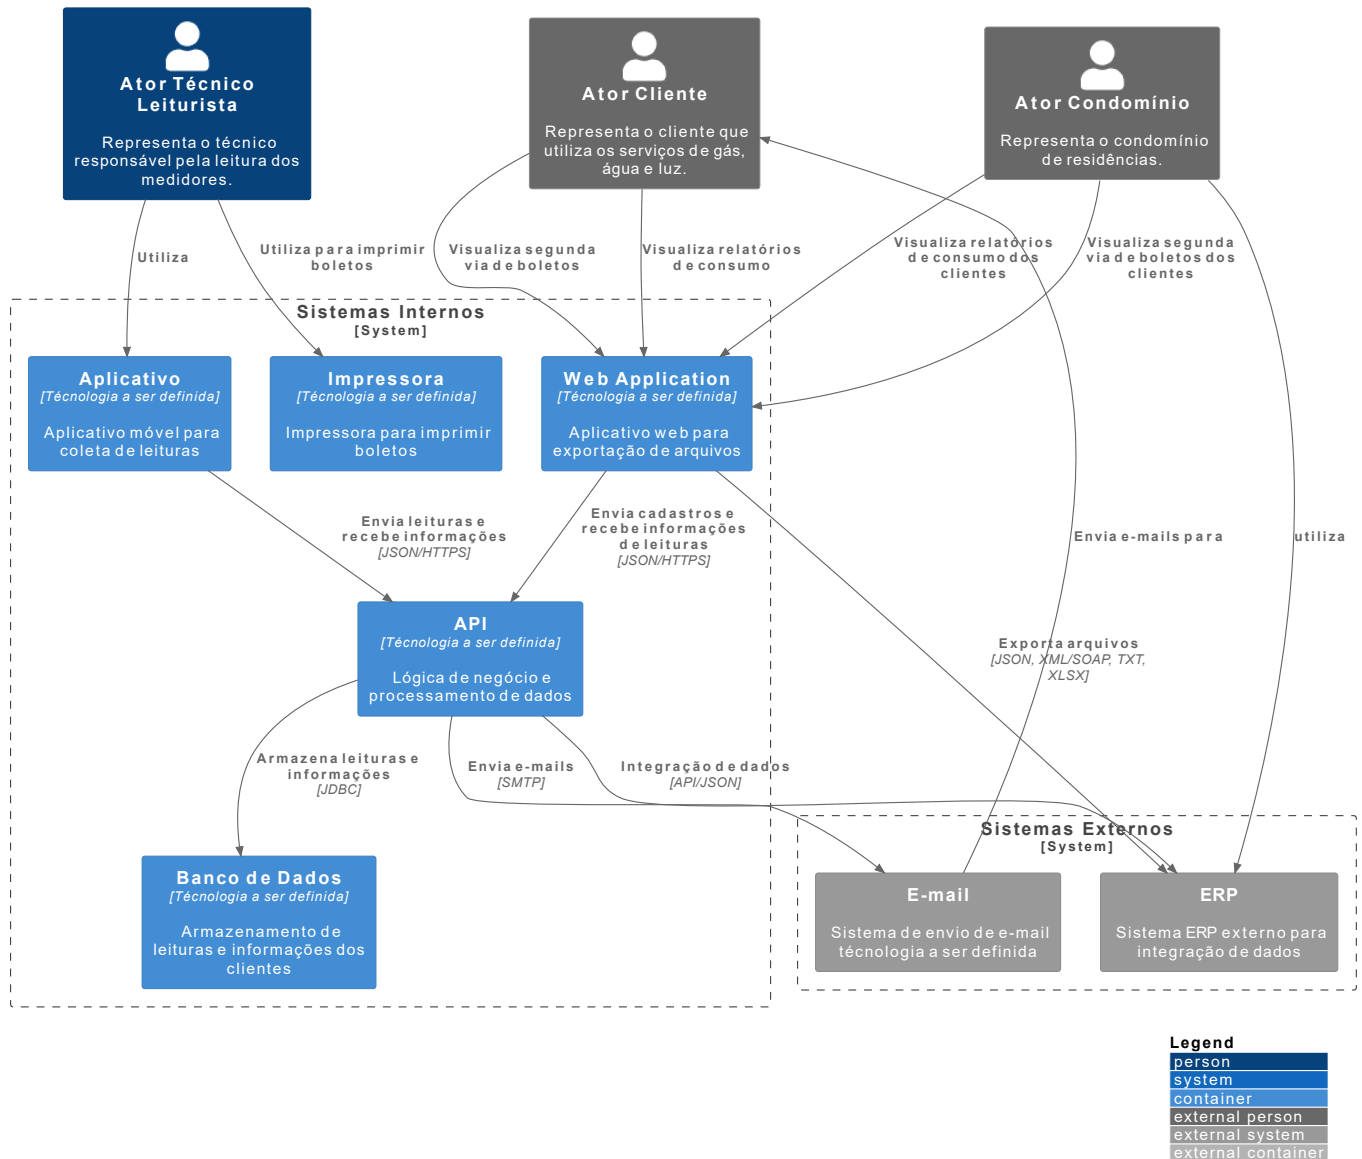 Ator Técnico
Leiturista
Representa o técnico
responsável pela leitura dos
medidores.
Ator Cliente
Representa o cliente que
utiliza os serviços de gás,
água e luz.
Ator Condomínio
Representa o condomínio
de residências.
Utiliza
Utiliza para imprimir
boletos
Visualiza segunda
via de boletos
Visualiza relatórios
de consumo
Visualiza relatórios
de consumo dos
clientes
Visualiza segunda
via de boletos dos
clientes
Sistemas Internos
[System]
Aplicativo
[Técnologia a ser definida]
Aplicativo móvel para
coleta de leituras
Impressora
[Técnologia a ser definida]
Impressora para imprimir
boletos
Web Application
[Técnologia a ser definida]
Aplicativo web para
exportação de arquivos
Envia leituras e
recebe informações
[JSON/HTTPS]
Envia cadastros e
recebe informações
de leituras
[JSON/HTTPS]
Envia e-mails para
utiliza
API
[Técnologia a ser definida]
Lógica de negócio e
processamento de dados
Exporta arquivos
[JSON, XML/SOAP, TXT,
XLSX]
Armazena leituras e
informações
[JDBC]
Envia e-mails
[SMTP]
Integração de dados
[API/JSON]
Sistemas Externos
[System]
Banco de Dados
[Técnologia a ser definida]
Armazenamento de
leituras e informações dos
clientes
E-mail
Sistema de envio de e-mail
técnologia a ser definida
ERP
Sistema ERP externo para
integração de dados
Legend
person
system
container
external person
external system
external container